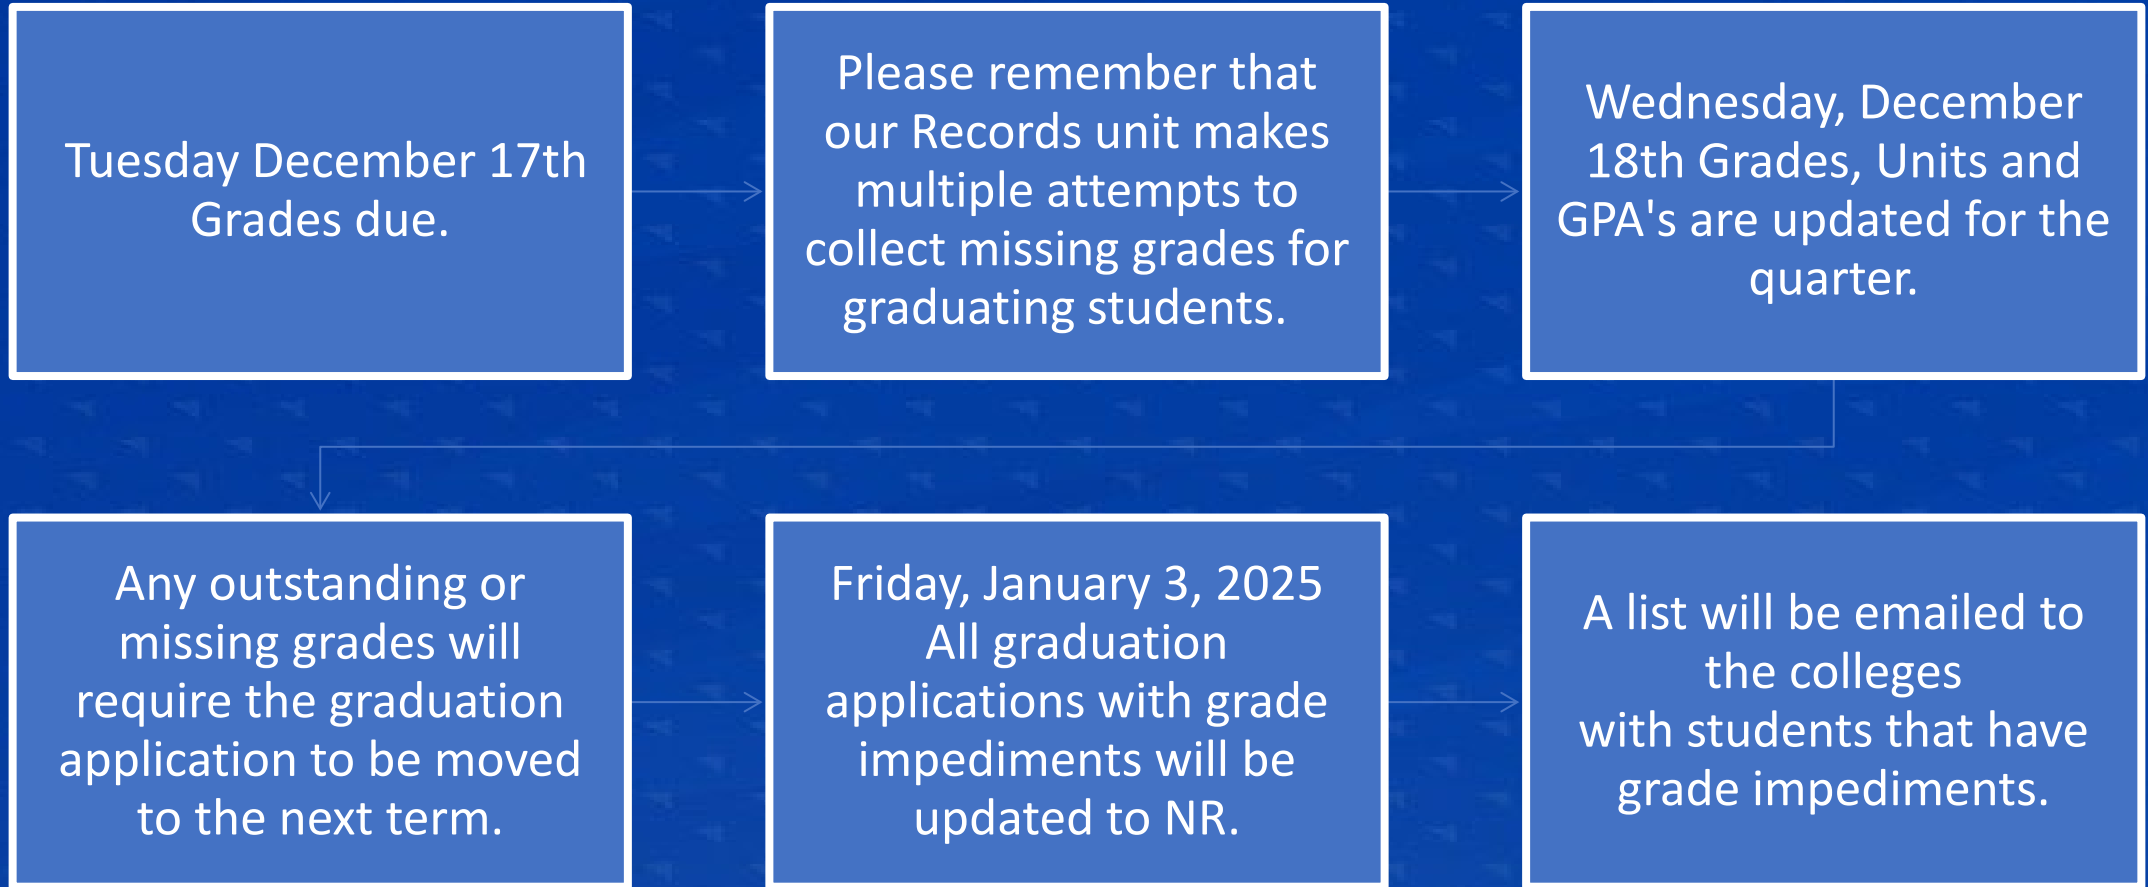 Tuesday December 17th
Grades due.
Please remember that
our Records unit makes
multiple attempts to
collect missing grades for
graduating students.
Wednesday, December
18th Grades, Units and
GPA's are updated for the
quarter.
Any outstanding or
missing grades will
require the graduation
application to be moved
to the next term.
Friday, January 3, 2025
All graduation
applications with grade
impediments will be
updated to NR.
A list will be emailed to
the colleges
with students that have
grade impediments.